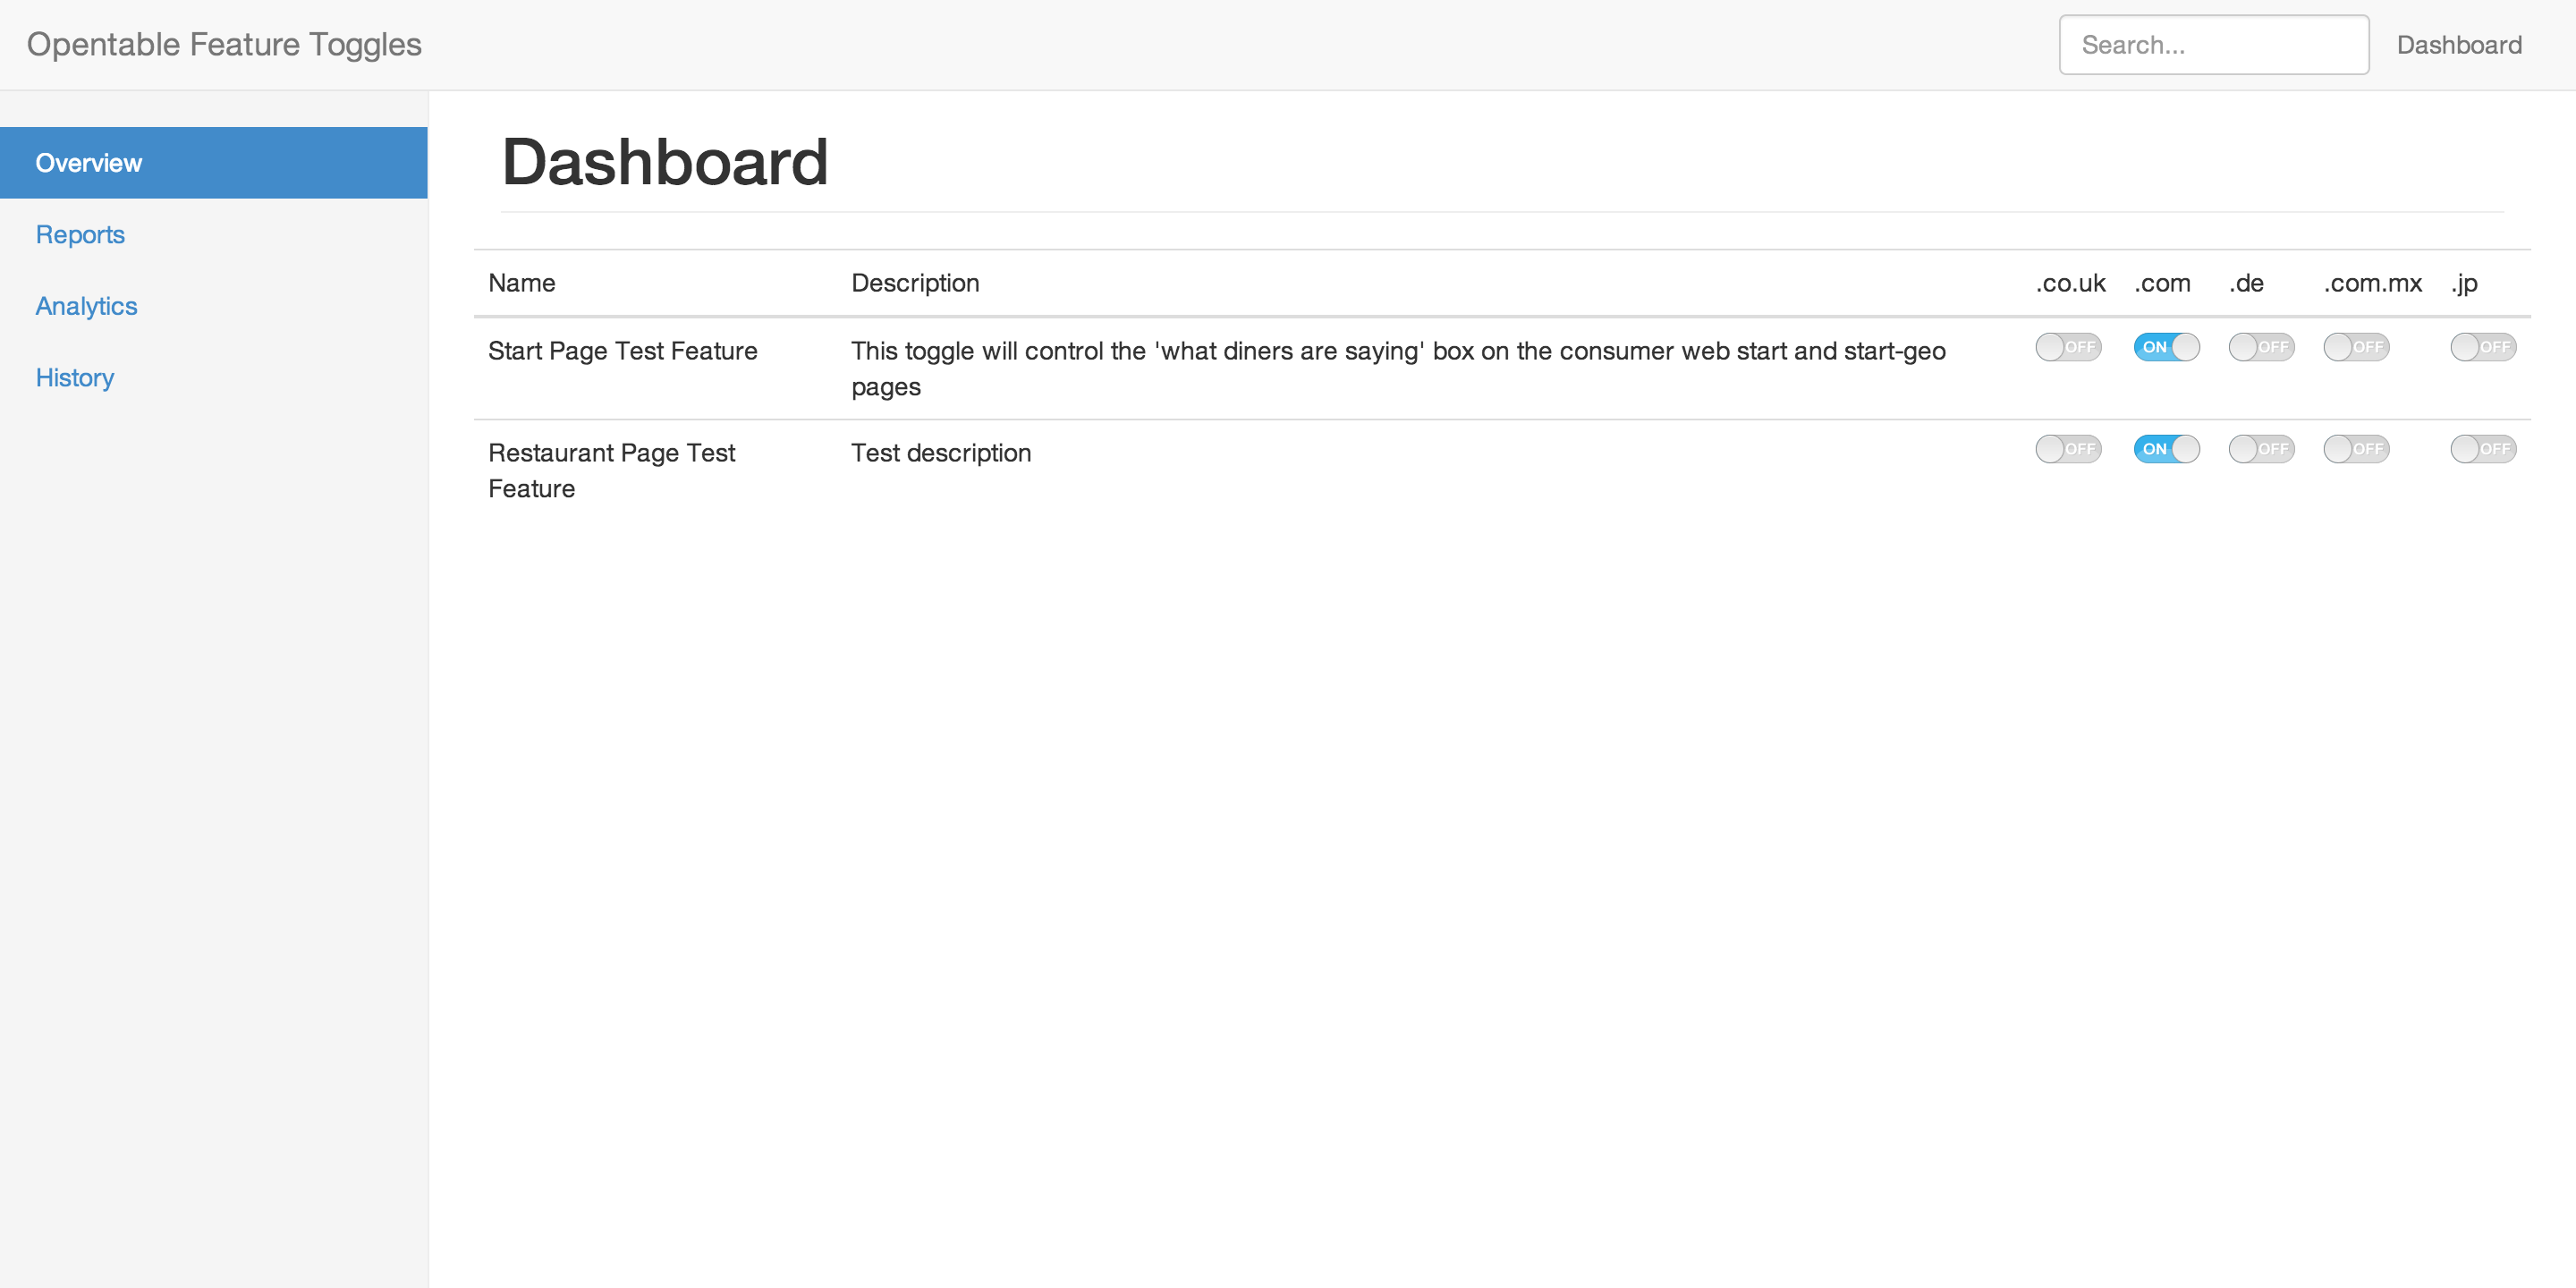 Opentable Feature Toggles
Search...
Dashboard
Overview
Reports
Analytics
History
Dashboard
Name Description .co.uk .com .de .com.mx .jp
Start Page Test Feature This toggle will control the 'what diners are saying' box on the consumer web start and start-geo OFF ON OFF OFF OFF
pages
Restaurant Page Test Test description OFF ON OFF OFF OFF
Feature